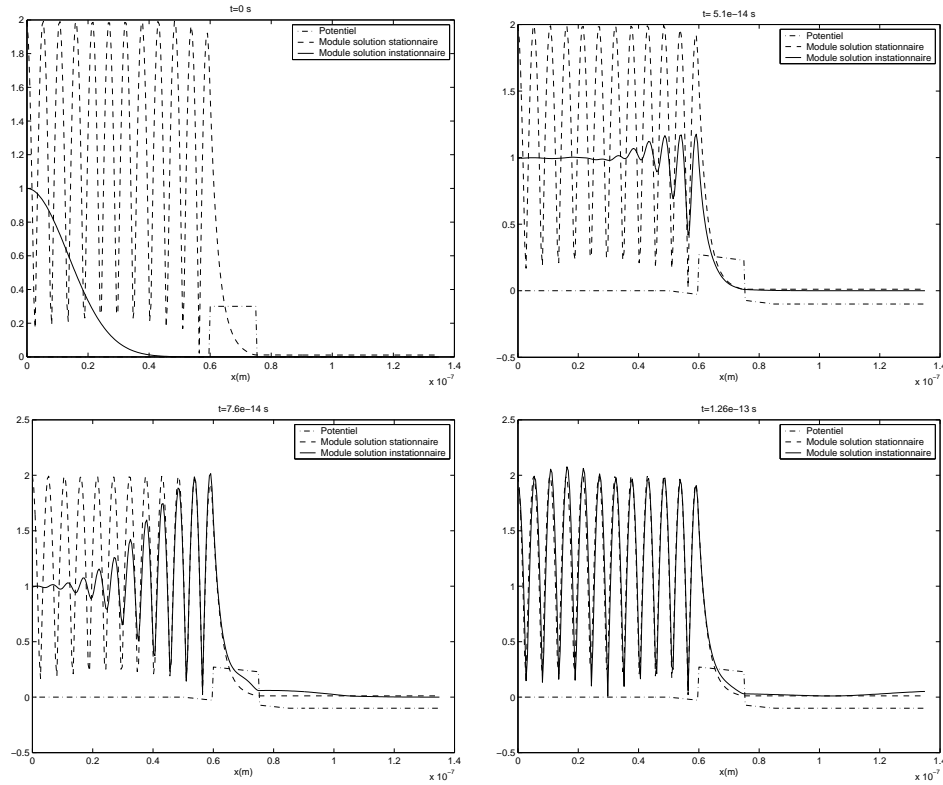 t=0 s
2
1.8
1.6
1.4
1.2
1
0.8
0.6
0.4
0.2
0
Potentiel
Module solution stationnaire
Module solution instationnaire
0 0.2 0.4 0.6 0.8 1 1.2 1.4
x(m)
x 10⁻⁷
t= 5.1e−14 s
2
1.5
1
0.5
0
−0.5
Potentiel
Module solution stationnaire
Module solution instationnaire
0 0.2 0.4 0.6 0.8 1 1.2 1.4
x(m)
x 10⁻⁷
t=7.6e−14 s
2.5
2
1.5
1
0.5
0
−0.5
Potentiel
Module solution stationnaire
Module solution instationnaire
0 0.2 0.4 0.6 0.8 1 1.2 1.4
x(m)
x 10⁻⁷
t=1.26e−13 s
2.5
2
1.5
1
0.5
0
−0.5
Potentiel
Module solution stationnaire
Module solution instationnaire
0 0.2 0.4 0.6 0.8 1 1.2 1.4
x(m)
x 10⁻⁷